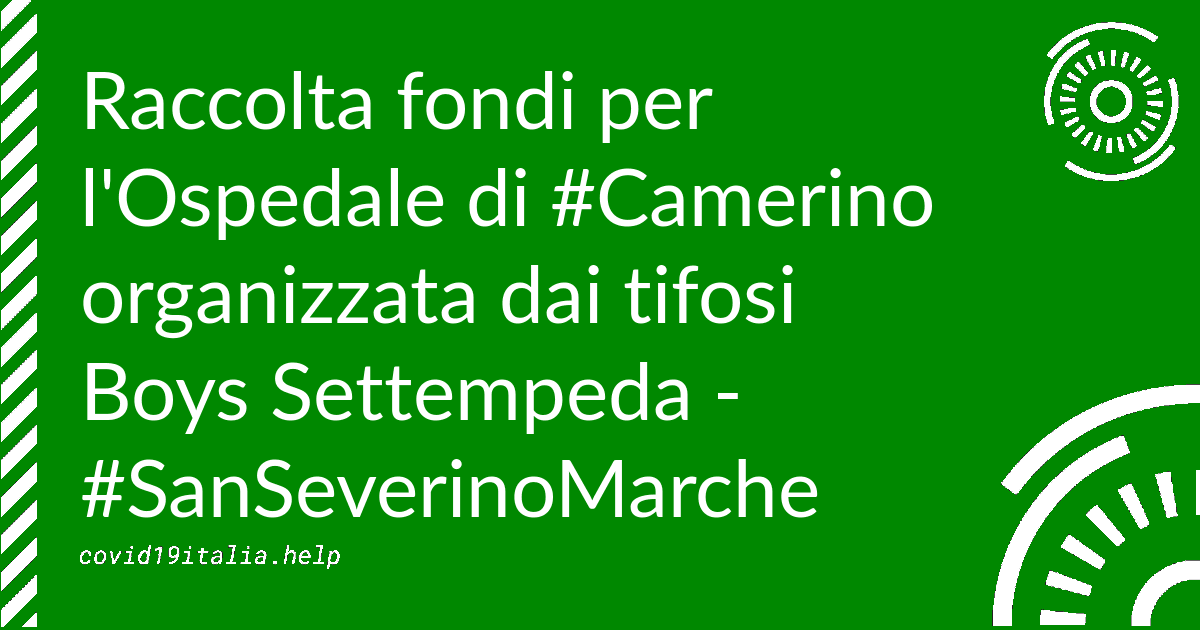 Raccolta fondi per
l'Ospedale di #Camerino
organizzata dai tifosi
Boys Settempeda -
#SanSeverinoMarche
covid19italia.help